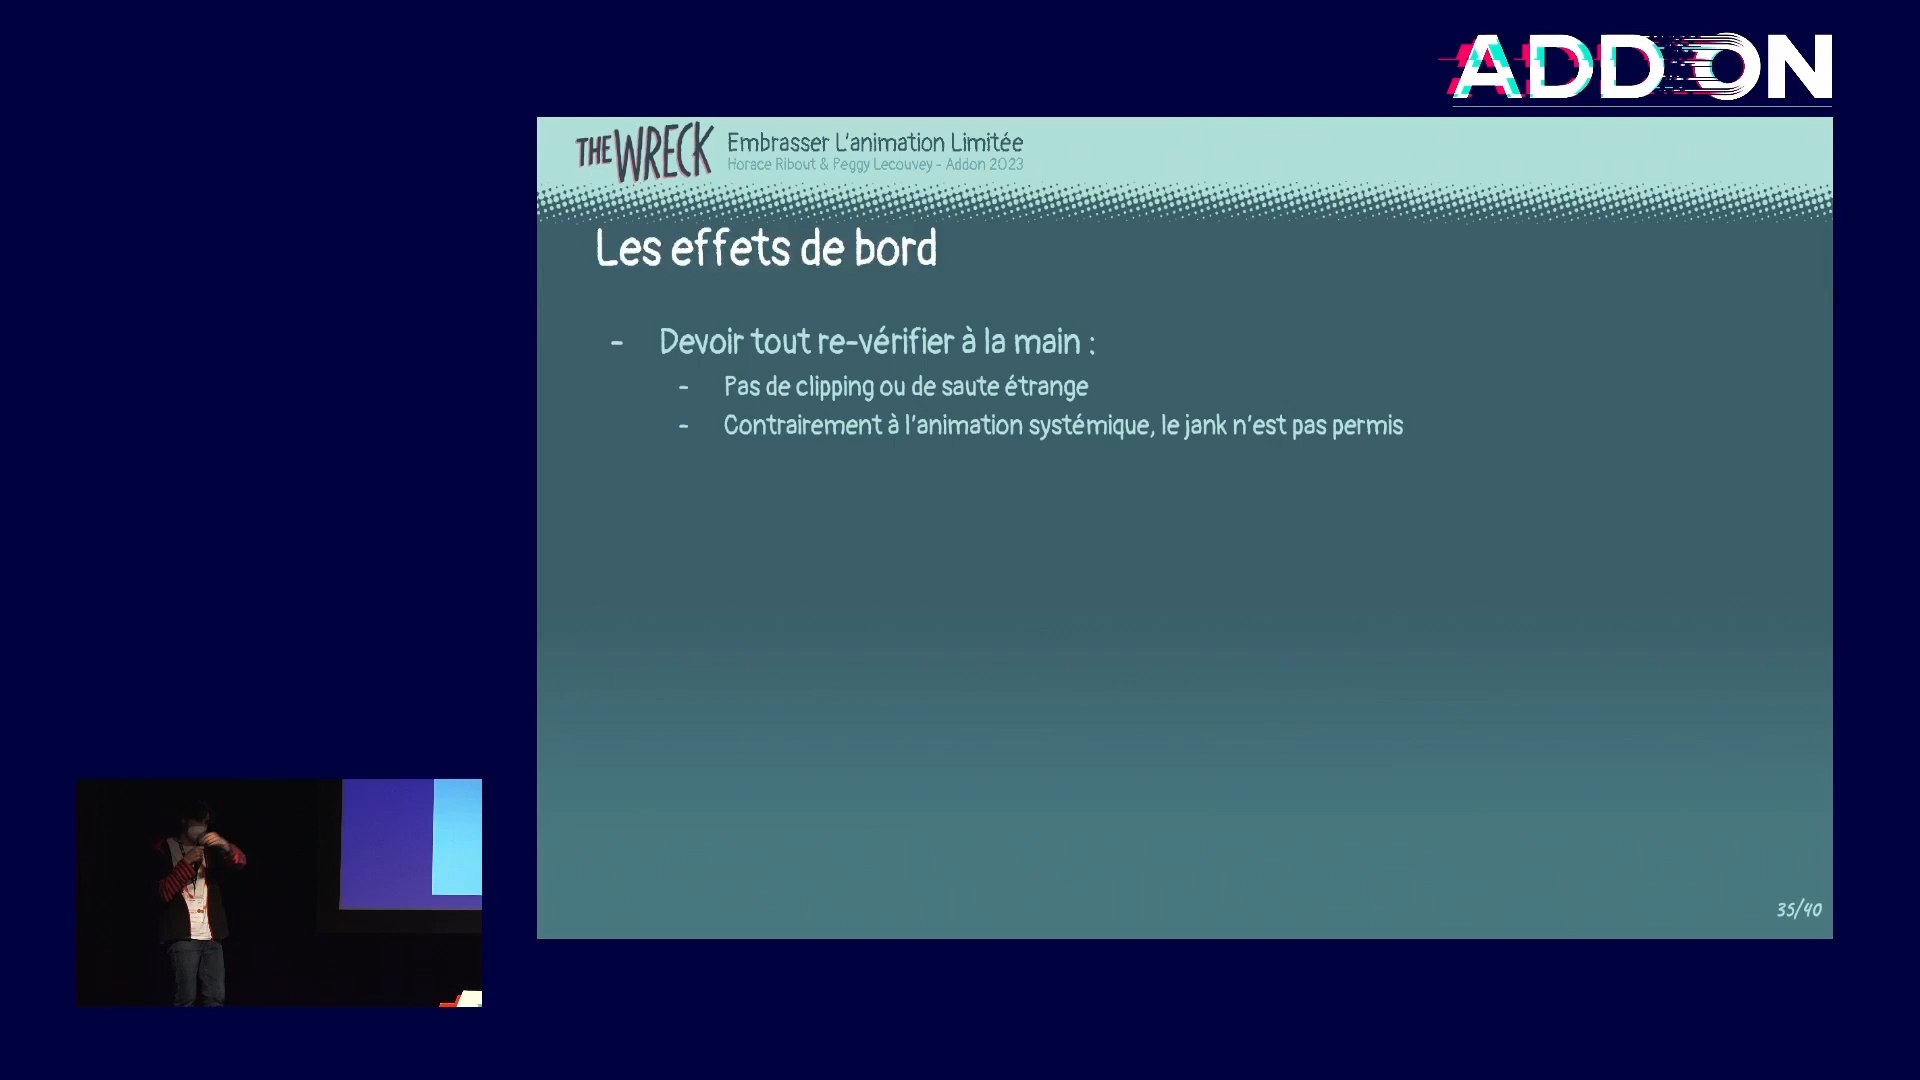 ADD ON
THE WRECK
Embrasser L'animation Limitée
Horace Ribout & Peggy Lecouvey - Addon 2023
Les effets de bord
- Devoir tout re-vérifier à la main :
- Pas de clipping ou de saute étrange
- Contrairement à l'animation systémique, le jank n'est pas permis
35/40